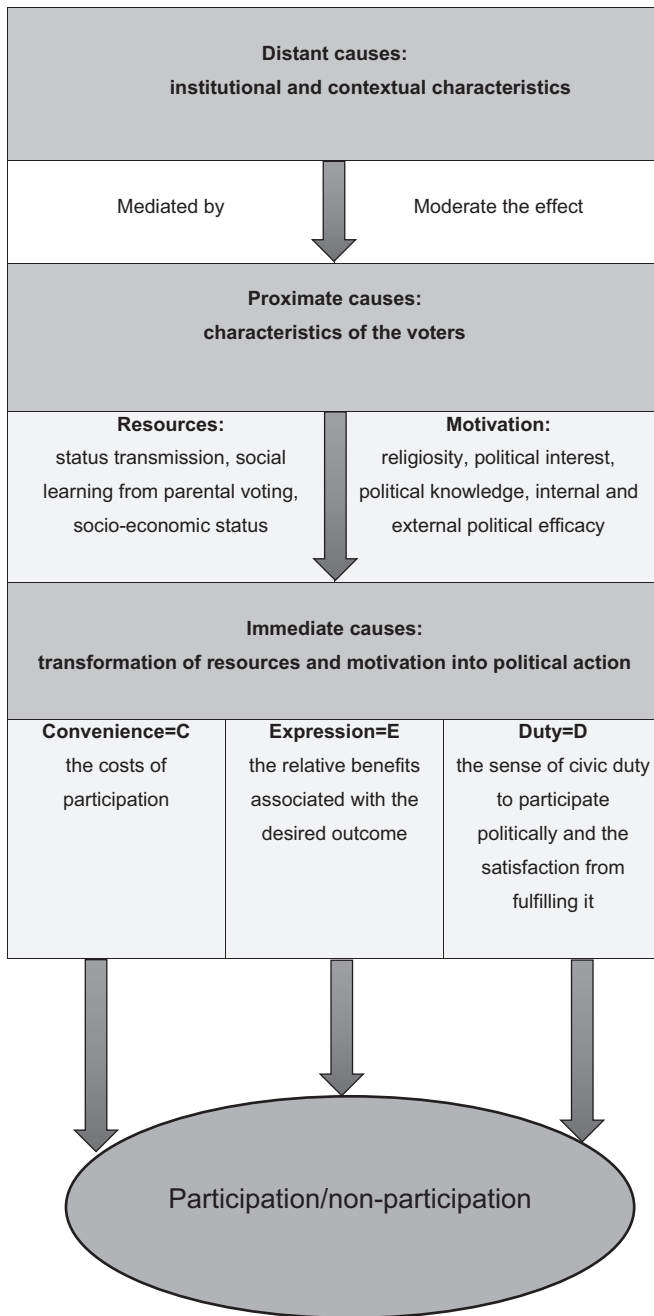 Distant causes:
institutional and contextual characteristics
Mediated by
Moderate the effect
Proximate causes:
characteristics of the voters
Resources:
status transmission, social
learning from parental voting,
socio-economic status
Motivation:
religiosity, political interest,
political knowledge, internal and
external political efficacy
Immediate causes:
transformation of resources and motivation into political action
Convenience=C
the costs of
participation
Expression=E
the relative benefits
associated with the
desired outcome
Duty=D
the sense of civic duty
to participate
politically and the
satisfaction from
fulfilling it
Participation/non-participation